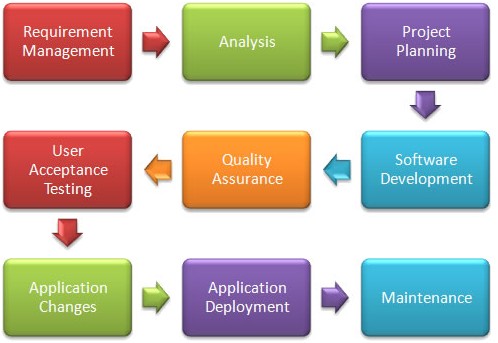 Requirement
Management
Analysis
Project
Planning
User
Acceptance
Testing
Quality
Assurance
Software
Development
Application
Changes
Application
Deployment
Maintenance